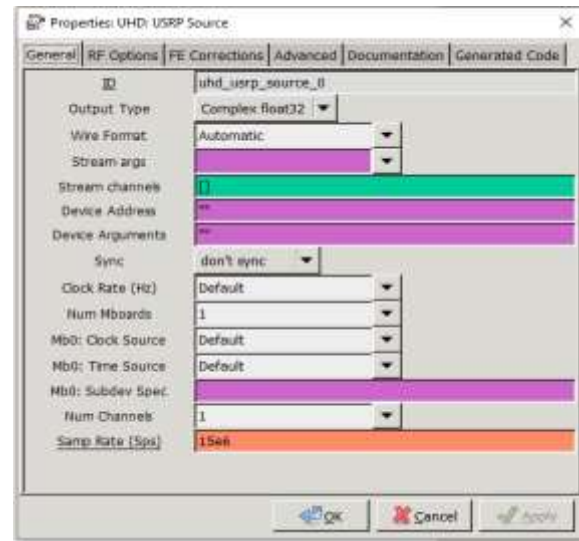 Properties: UHD: USRP Source
General RF Options FE Corrections Advanced Documentation Generated Code
ID uhd_usrp_source_0
Output Type Complex float32
Wire Format Automatic
Stream args
Stream channels []
Device Address ""
Device Arguments ""
Sync don't sync
Clock Rate (Hz) Default
Num Mboards 1
Mb0: Clock Source Default
Mb0: Time Source Default
Mb0: Subdev Spec
Num Channels 1
Samp Rate (Sps) 15e6
OK Cancel Apply